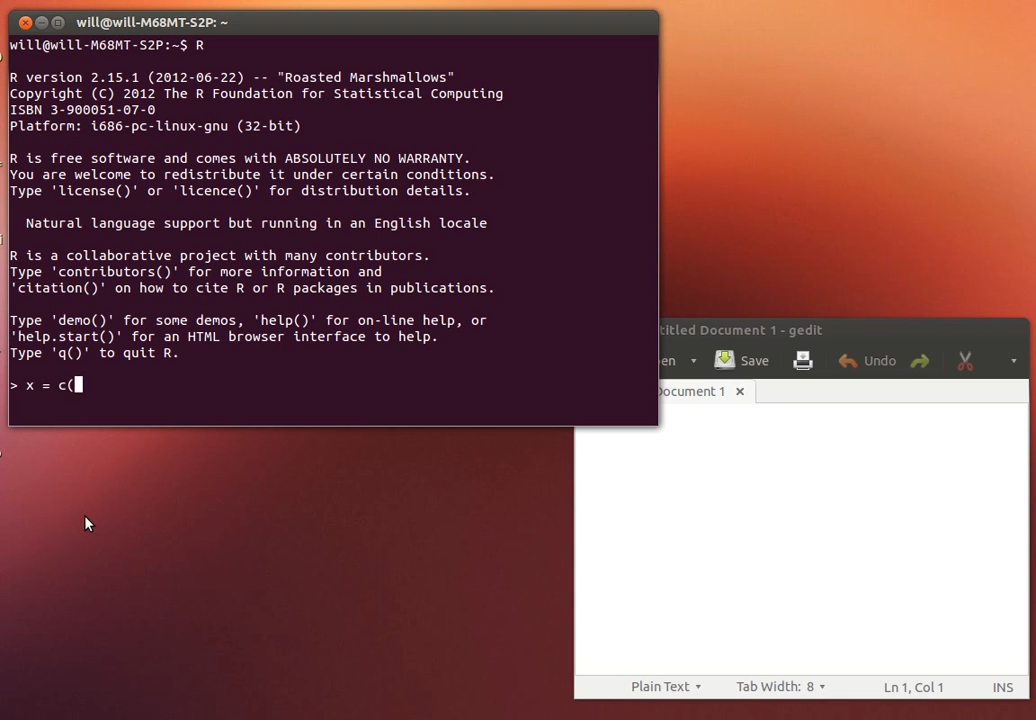 will@will-M68MT-S2P: ~
will@will-M68MT-S2P:~$ R
R version 2.15.1 (2012-06-22) -- "Roasted Marshmallows"
Copyright (C) 2012 The R Foundation for Statistical Computing
ISBN 3-900051-07-0
Platform: i686-pc-linux-gnu (32-bit)
R is free software and comes with ABSOLUTELY NO WARRANTY.
You are welcome to redistribute it under certain conditions.
Type 'license()' or 'licence()' for distribution details.
Natural language support but running in an English locale
R is a collaborative project with many contributors.
Type 'contributors()' for more information and
'citation()' on how to cite R or R packages in publications.
Type 'demo()' for some demos, 'help()' for on-line help, or
'help.start()' for an HTML browser interface to help.
Type 'q()' to quit R.
> x = c(
titled Document 1 - gedit
en Save Undo
Document 1
Plain Text Tab Width: 8 Ln 1, Col 1 INS